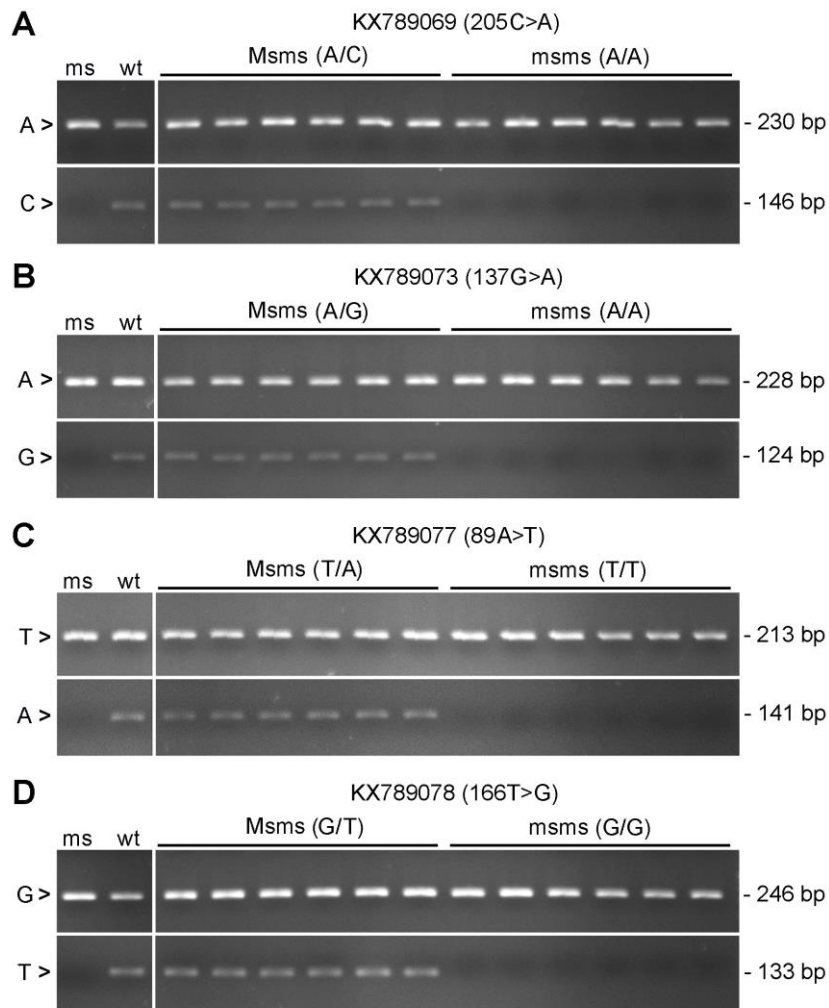 A
KX789069 (205C>A)
ms wt Msms (A/C) msms (A/A)
A > - 230 bp
C > - 146 bp
B
KX789073 (137G>A)
ms wt Msms (A/G) msms (A/A)
A > - 228 bp
G > - 124 bp
C
KX789077 (89A>T)
ms wt Msms (T/A) msms (T/T)
T > - 213 bp
A > - 141 bp
D
KX789078 (166T>G)
ms wt Msms (G/T) msms (G/G)
G > - 246 bp
T > - 133 bp